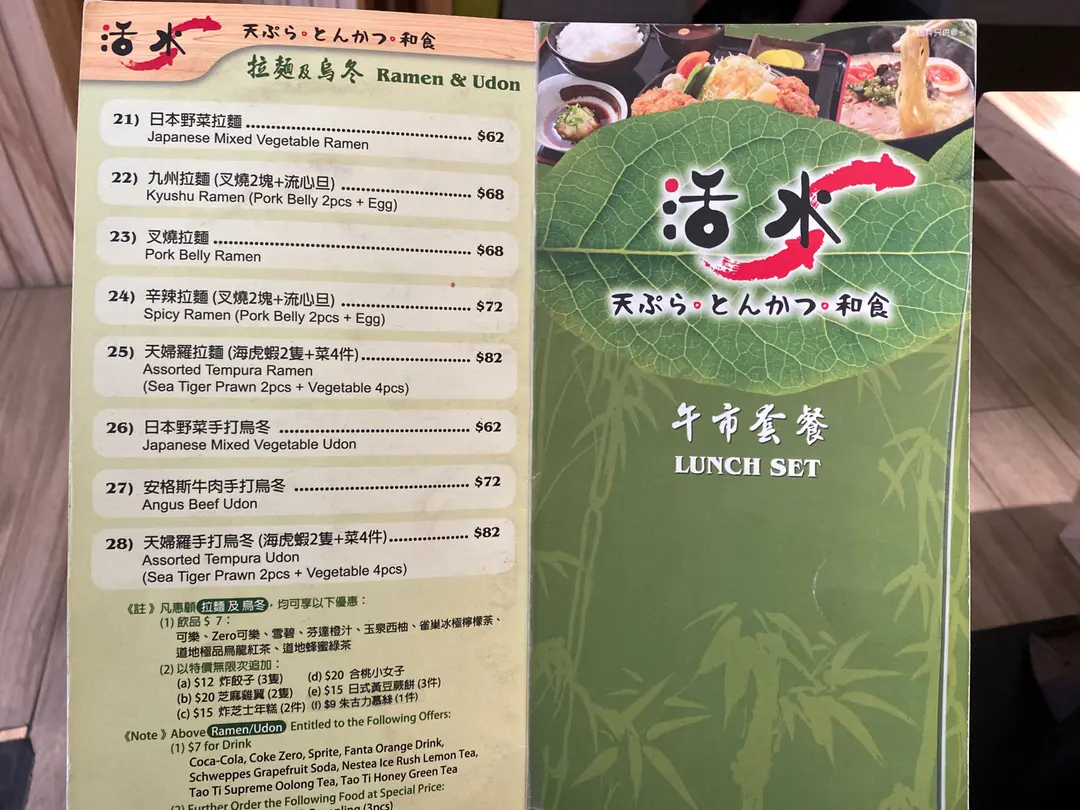 活水
天ぷら・とんかつ・和食
拉麵及烏冬 Ramen & Udon
21) 日本野菜拉麵 $62
Japanese Mixed Vegetable Ramen
22) 九州拉麵 (叉燒2塊+流心旦) $68
Kyushu Ramen (Pork Belly 2pcs + Egg)
23) 叉燒拉麵 $68
Pork Belly Ramen
24) 辛辣拉麵 (叉燒2塊+流心旦) $72
Spicy Ramen (Pork Belly 2pcs + Egg)
25) 天婦羅拉麵 (海虎蝦2隻+菜4件) $82
Assorted Tempura Ramen
(Sea Tiger Prawn 2pcs + Vegetable 4pcs)
26) 日本野菜手打烏冬 $62
Japanese Mixed Vegetable Udon
27) 安格斯牛肉手打烏冬 $72
Angus Beef Udon
28) 天婦羅手打烏冬 (海虎蝦2隻+菜4件) $82
Assorted Tempura Udon
(Sea Tiger Prawn 2pcs + Vegetable 4pcs)
《註》凡惠顧 拉麵及烏冬，均可享以下優惠：
(1) 飲品 $ 7：
可樂、Zero可樂、雪碧、芬達橙汁、玉泉西柚、雀巢冰極檸檬茶、
道地極品烏龍紅茶、道地蜂蜜綠茶
(2) 以特價無限次追加：
(a) $12 炸餃子 (3隻) (d) $20 合桃小女子
(b) $20 芝麻雞翼 (2隻) (e) $15 日式黃豆蕨餅 (3件)
(c) $15 炸芝士年糕 (2件) (f) $9 朱古力慕絲 (1件)
《Note》Above Ramen/Udon Entitled to the Following Offers:
(1) $7 for Drink
Coca-Cola, Coke Zero, Sprite, Fanta Orange Drink,
Schweppes Grapefruit Soda, Nestea Ice Rush Lemon Tea,
Tao Ti Supreme Oolong Tea, Tao Ti Honey Green Tea
(2) Further Order the Following Food at Special Price:
(3pcs)
活水
天ぷら・とんかつ・和食
午市套餐
LUNCH SET